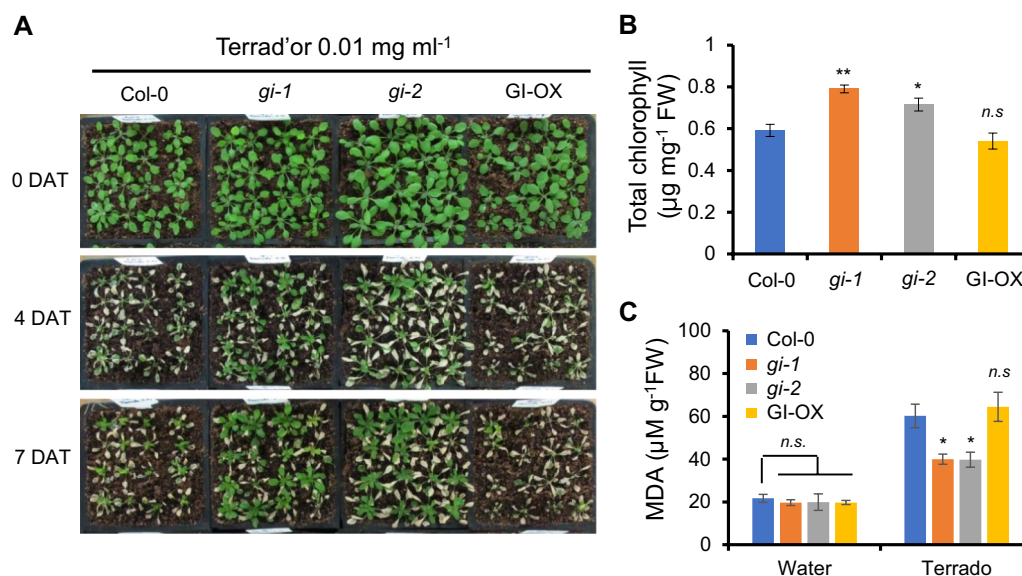 A
Terrad’or 0.01 mg ml-1
Col-0 gi-1 gi-2 GI-OX
0 DAT
4 DAT
7 DAT
B
Total chlorophyll
(µg mg-1 FW)
1
0.8
0.6
0.4
0.2
0
** * n.s
Col-0 gi-1 gi-2 GI-OX
C
MDA (µM g-1FW)
100
80
60
40
20
0
Col-0
gi-1
gi-2
GI-OX
n.s.
* * n.s
Water Terrado